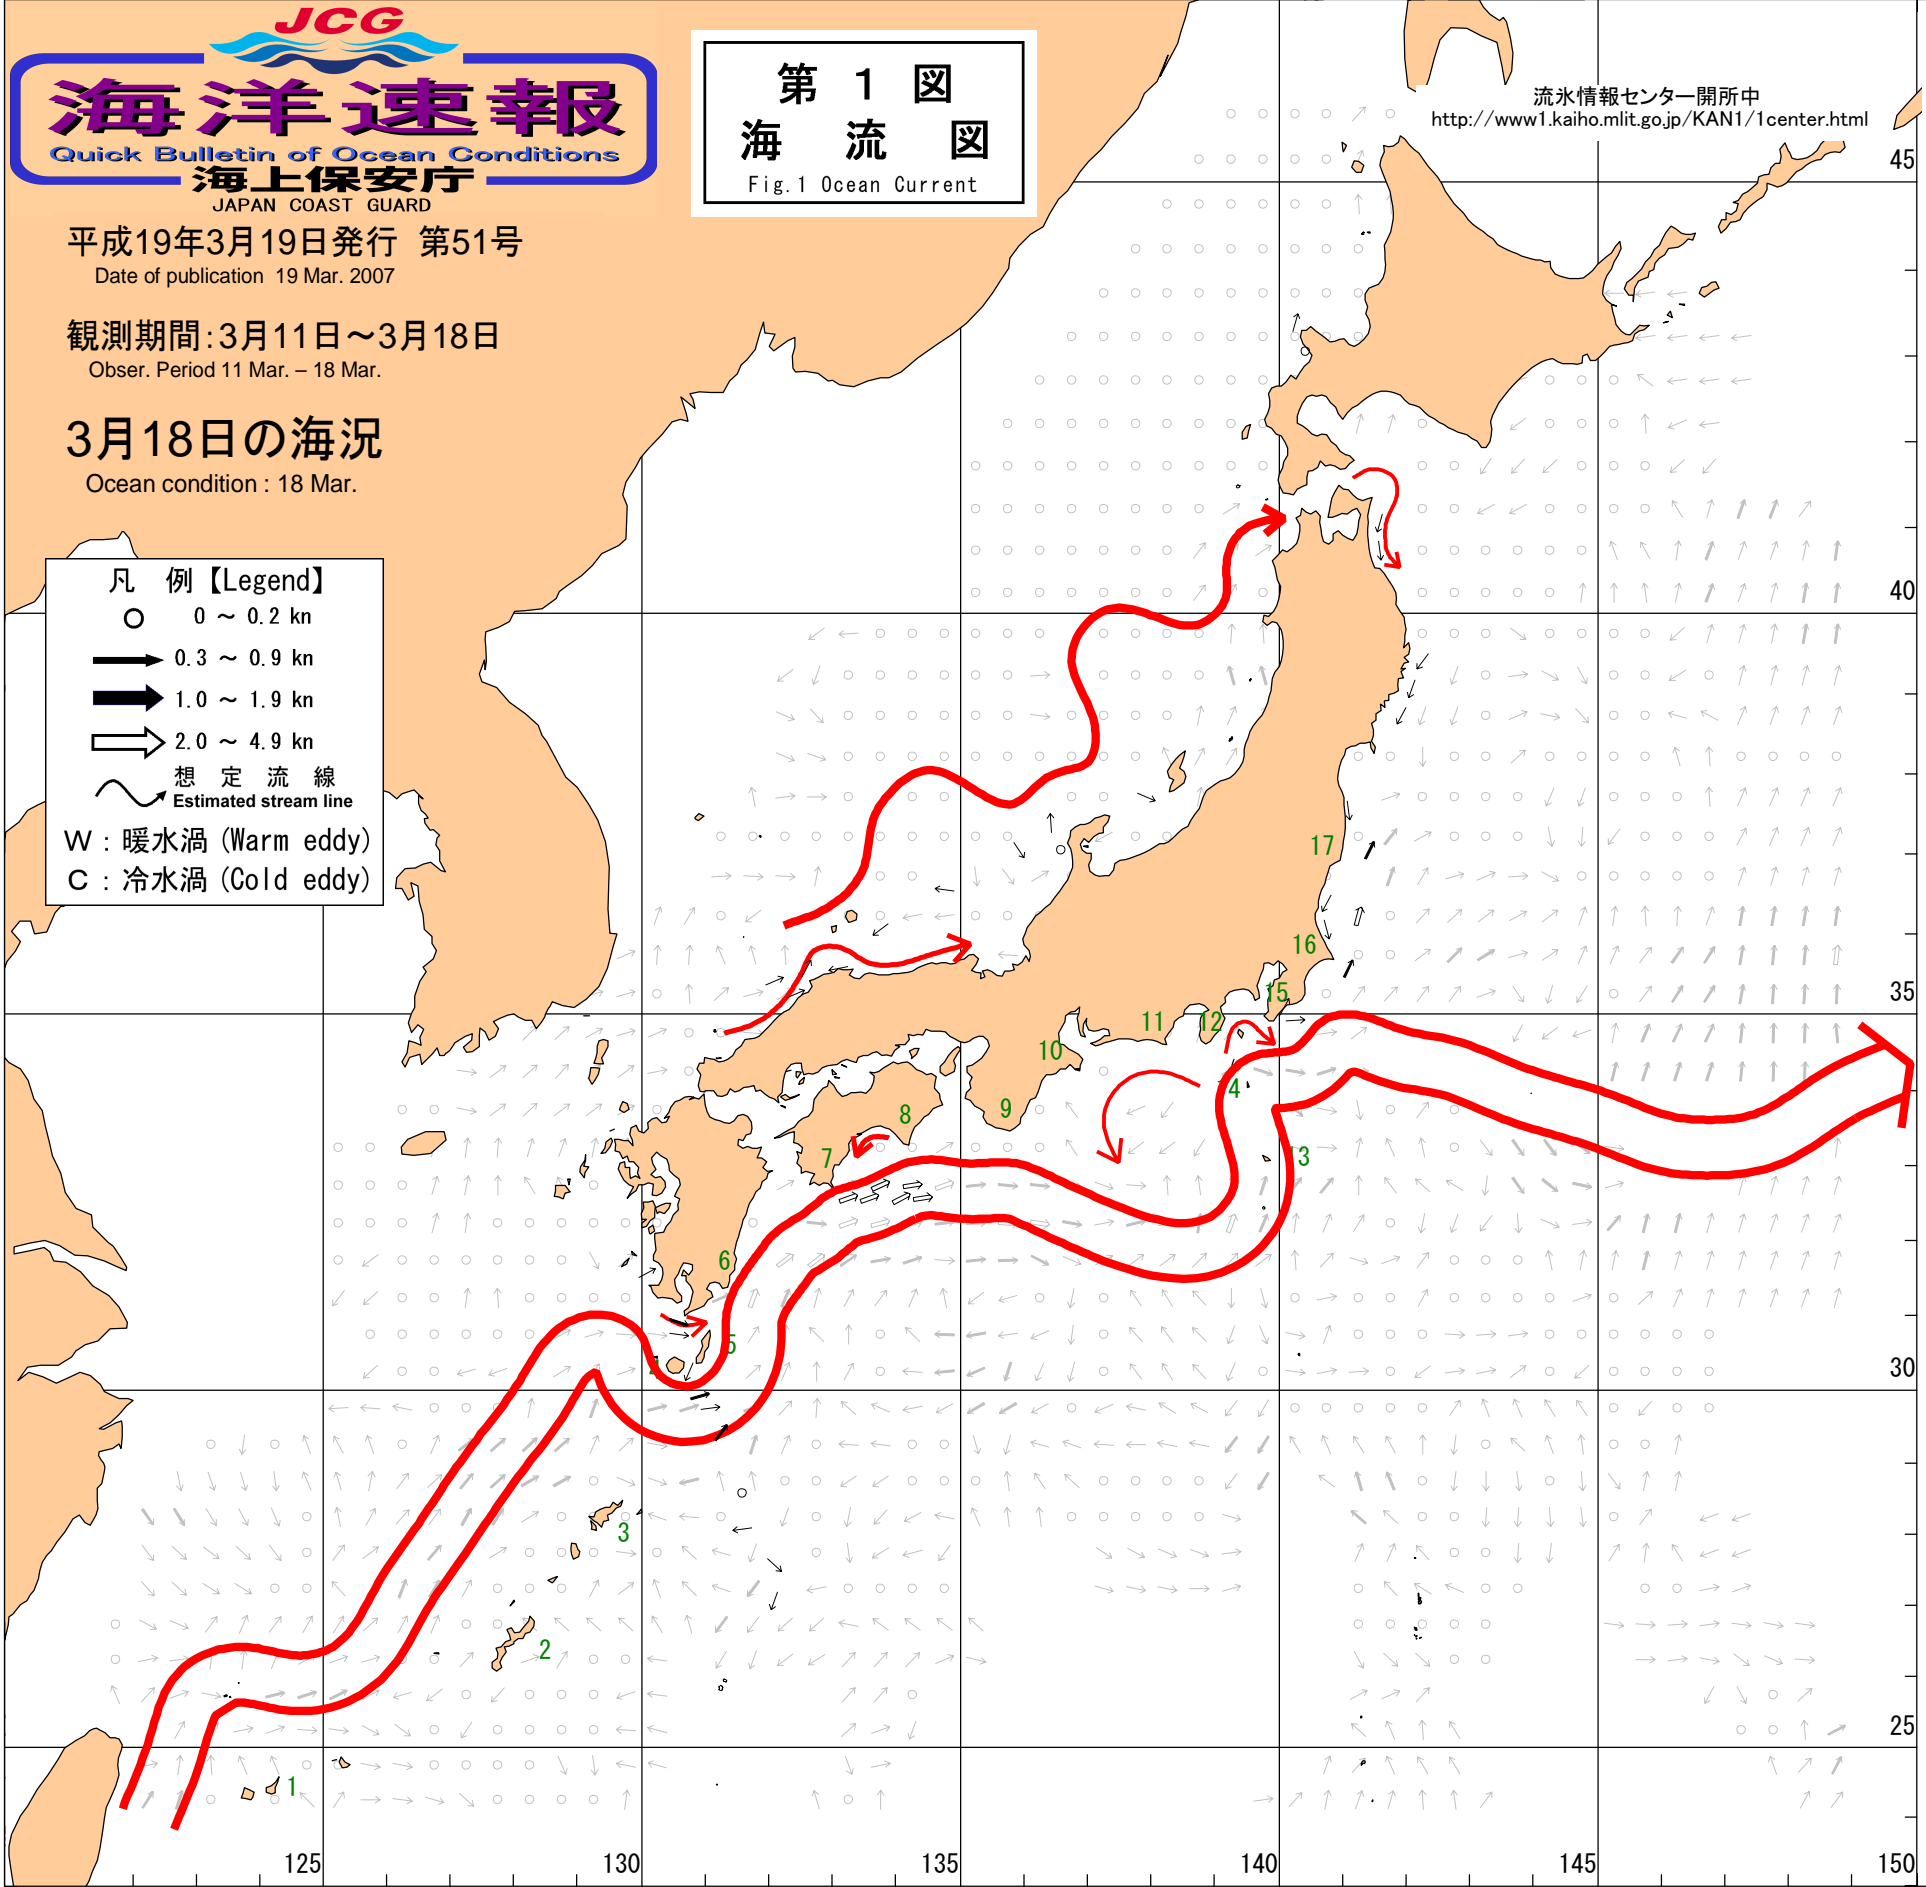 JCG
海洋速報
Quick Bulletin of Ocean Conditions
海上保安庁
JAPAN COAST GUARD
平成19年3月19日発行 第51号
Date of publication 19 Mar. 2007
観測期間:3月11日～3月18日
Obser. Period 11 Mar. – 18 Mar.
3月18日の海況
Ocean condition : 18 Mar.
第 1 図
海 流 図
Fig.1 Ocean Current
流氷情報センター開所中
http://www1.kaiho.mlit.go.jp/KAN1/1center.html
凡 例【Legend】
0 ～ 0.2 kn
0.3 ～ 0.9 kn
1.0 ～ 1.9 kn
2.0 ～ 4.9 kn
想 定 流 線
Estimated stream line
W : 暖水渦 (Warm eddy)
C : 冷水渦 (Cold eddy)
45
40
17
16
35
15
11
12
10
9
8
7
13
6
5
30
3
2
25
1
125
130
135
140
145
150